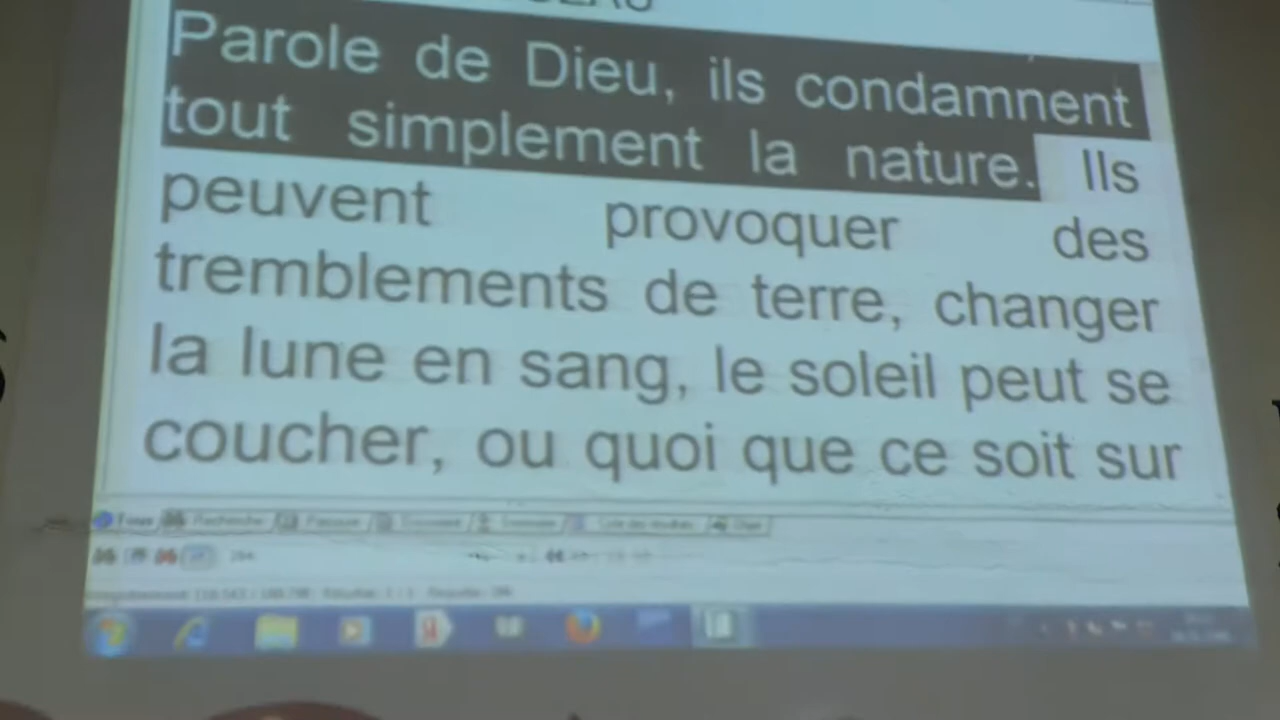 Parole de Dieu, ils condamnent
tout simplement la nature. Ils
peuvent provoquer des
tremblements de terre, changer
la lune en sang, le soleil peut se
coucher, ou quoi que ce soit sur